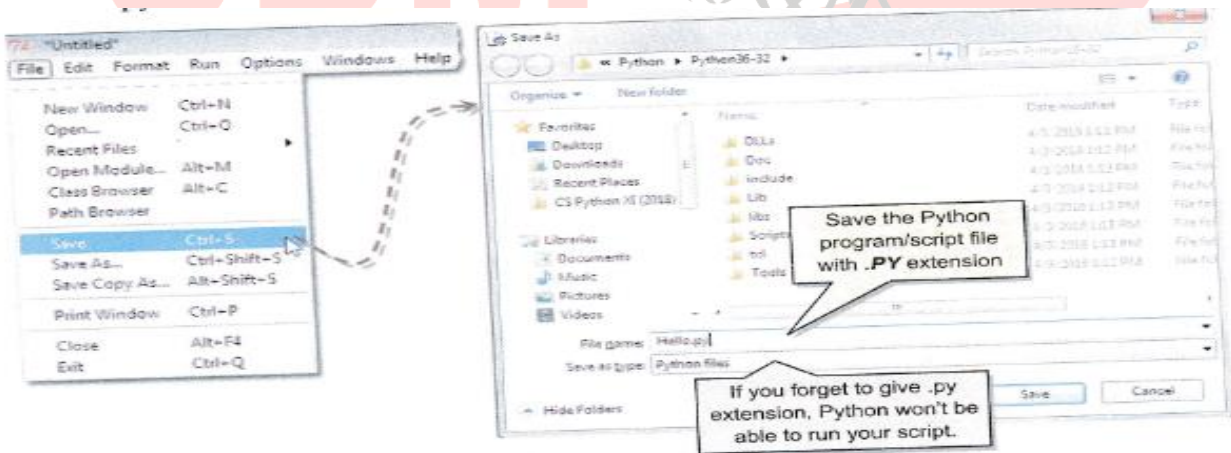 "Untitled"
File Edit Format Run Options Windows Help
New Window Ctrl+N
Open... Ctrl+O
Recent Files
Open Module... Alt+M
Class Browser Alt+C
Path Browser
Save Ctrl+S
Save As... Ctrl+Shift+S
Save Copy As... Alt+Shift+S
Print Window Ctrl+P
Close Alt+F4
Exit Ctrl+Q
Save As
« Python ▸ Python36-32 ▸
Organize New folder
Name Date modified Type
Favorites
Desktop
Downloads
Recent Places
CS Python XI (2018)
Libraries
Documents
Music
Pictures
Videos
DLLs
Doc
include
Lib
libs
Scripts
tcl
Tools
Save the Python
program/script file
with .PY extension
File name: Hello.py
Save as type: Python files
If you forget to give .py
extension, Python won't be
able to run your script.
Hide Folders
Save Cancel